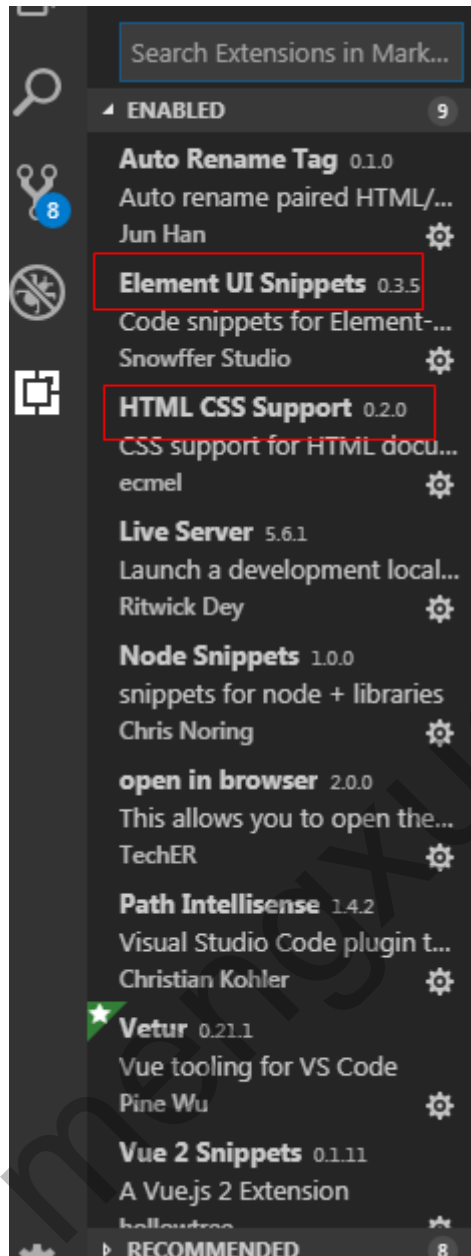 Search Extensions in Mark...
ENABLED 9
Auto Rename Tag 0.1.0
Auto rename paired HTML/...
Jun Han
8
Element UI Snippets 0.3.5
Code snippets for Element-...
Snowffer Studio
HTML CSS Support 0.2.0
CSS support for HTML docu...
ecmel
Live Server 5.6.1
Launch a development local...
Ritwick Dey
Node Snippets 1.0.0
snippets for node + libraries
Chris Noring
open in browser 2.0.0
This allows you to open the...
TechER
Path Intellisense 1.4.2
Visual Studio Code plugin t...
Christian Kohler
Vetur 0.21.1
Vue tooling for VS Code
Pine Wu
Vue 2 Snippets 0.1.11
A Vue.js 2 Extension
hollowtree
RECOMMENDED 8
mengxu